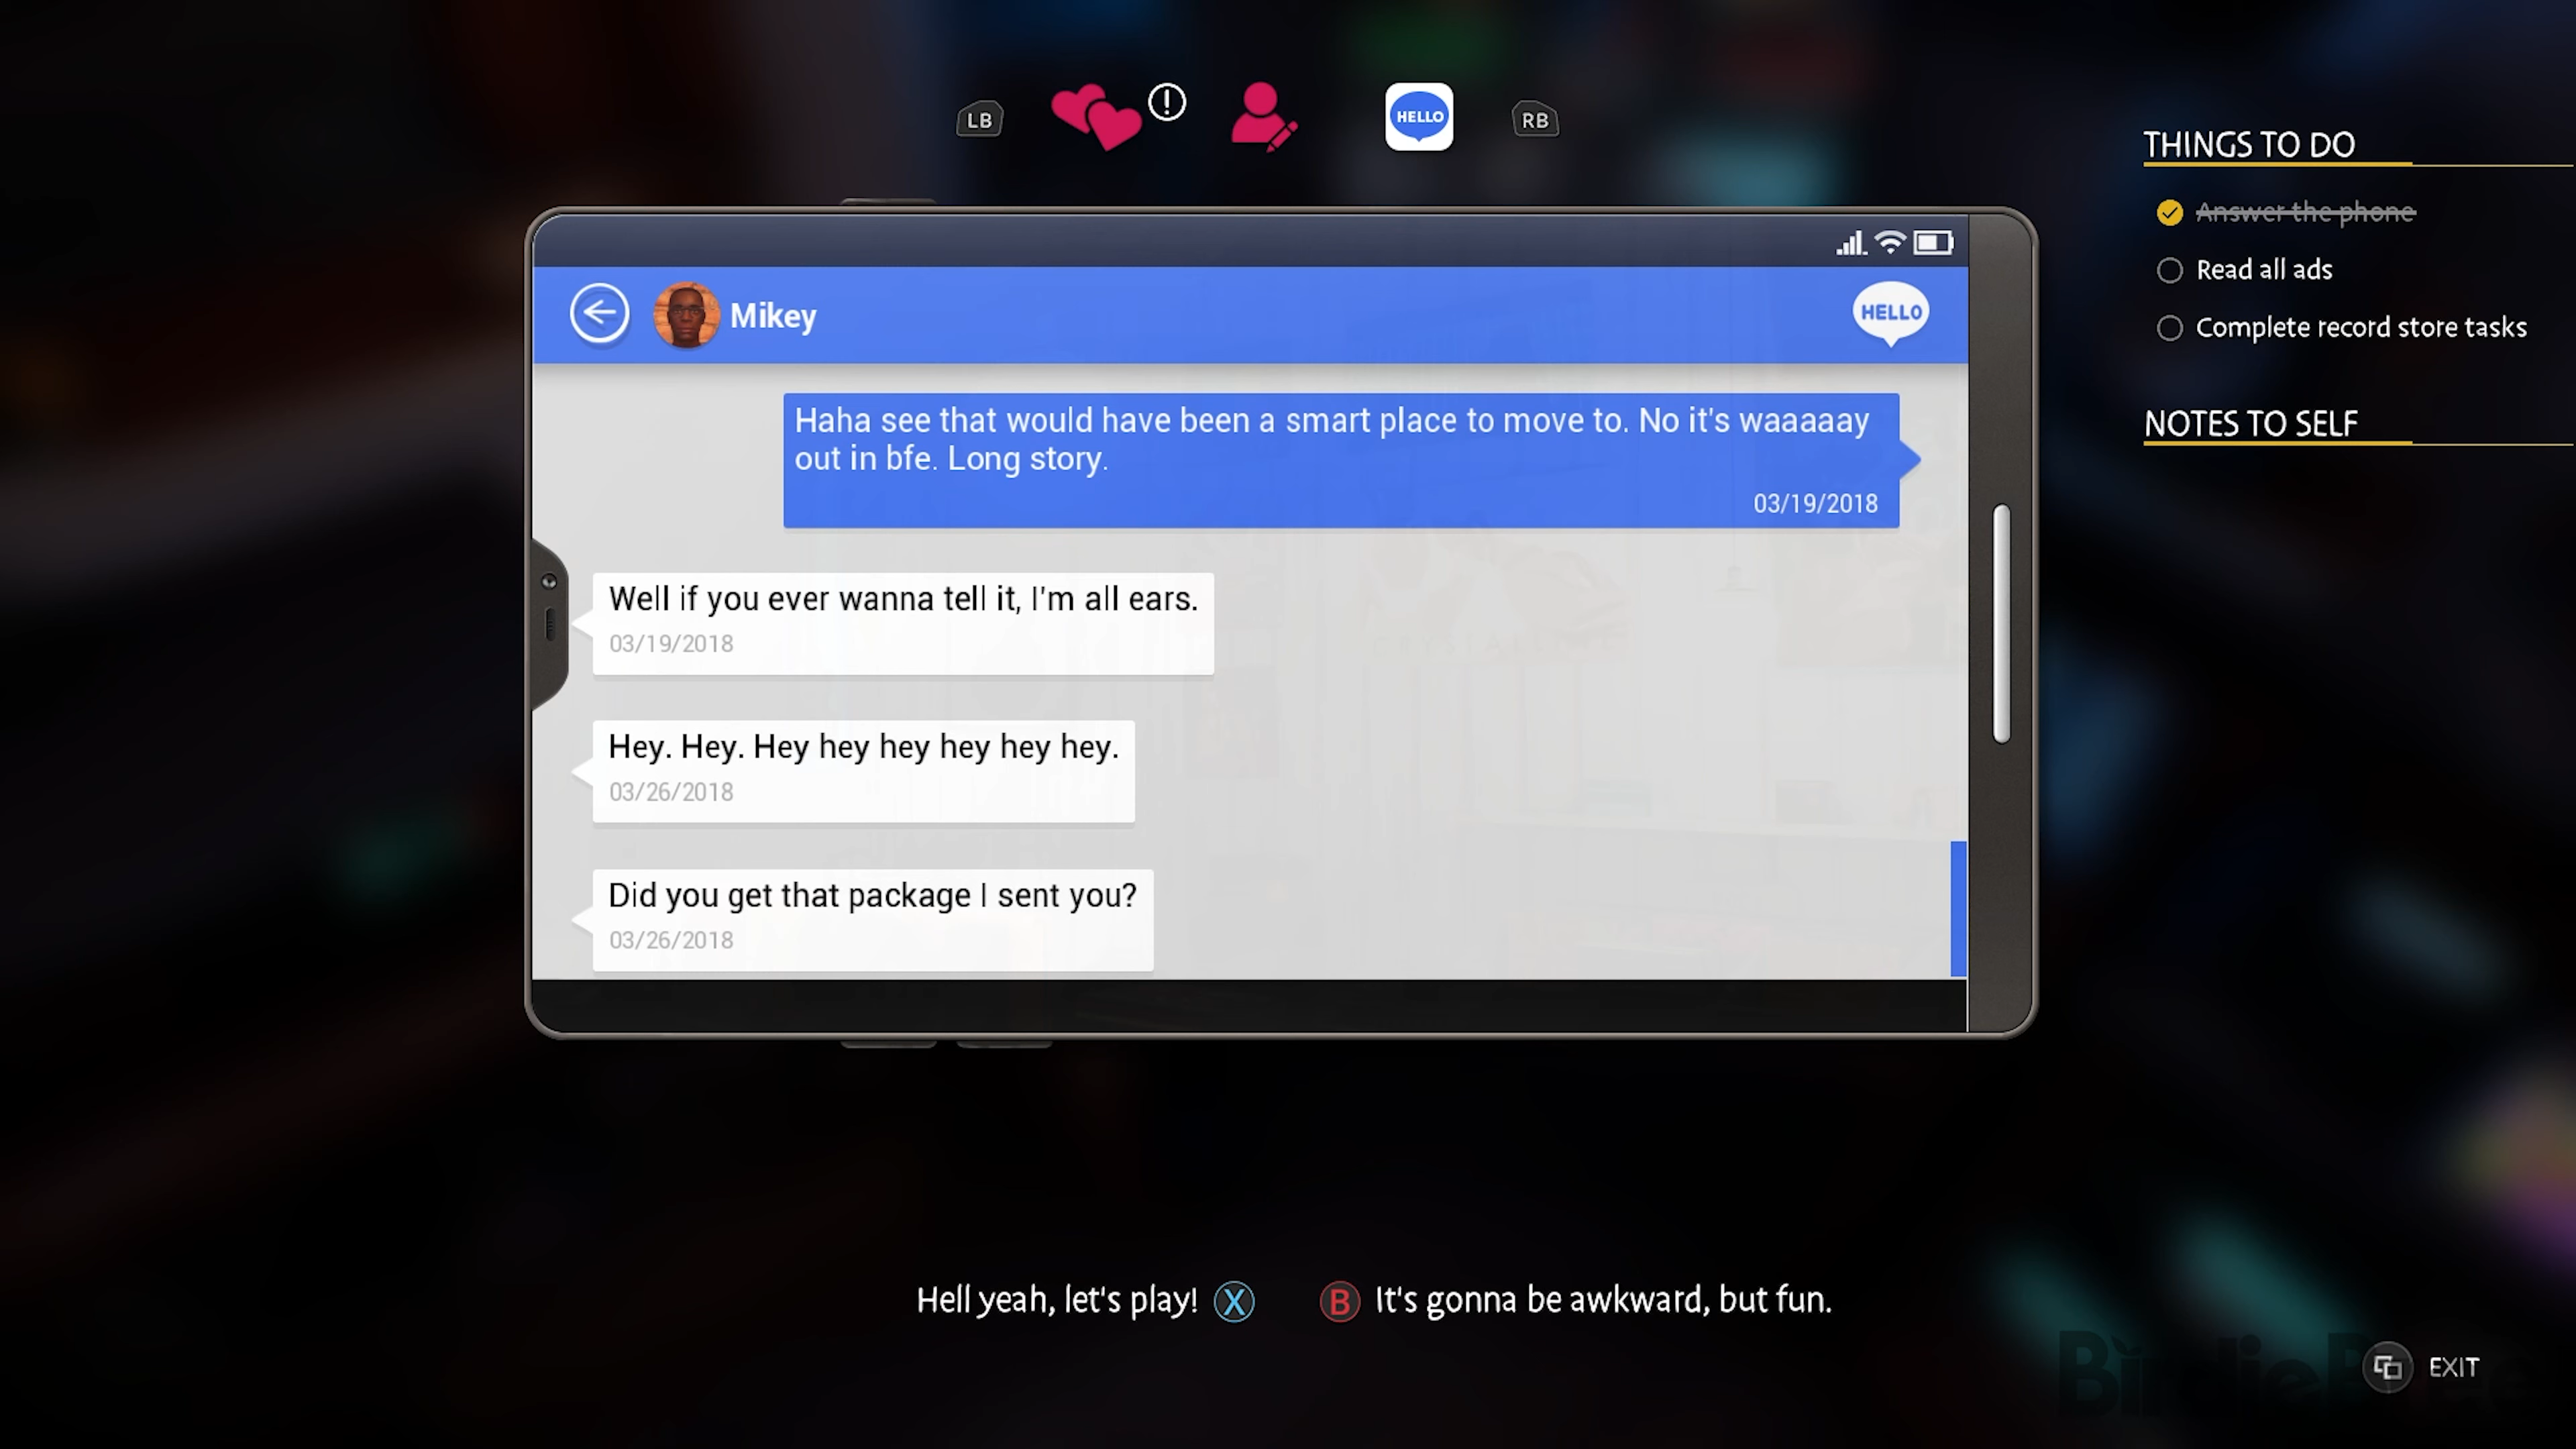 LB
HELLO
RB
THINGS TO DO
Answer the phone
Read all ads
Complete record store tasks
NOTES TO SELF
Mikey
HELLO
Haha see that would have been a smart place to move to. No it's waaaaay
out in bfe. Long story.
03/19/2018
Well if you ever wanna tell it, I'm all ears.
03/19/2018
Hey. Hey. Hey hey hey hey hey hey.
03/26/2018
Did you get that package I sent you?
03/26/2018
Hell yeah, let's play! X
B It's gonna be awkward, but fun.
EXIT